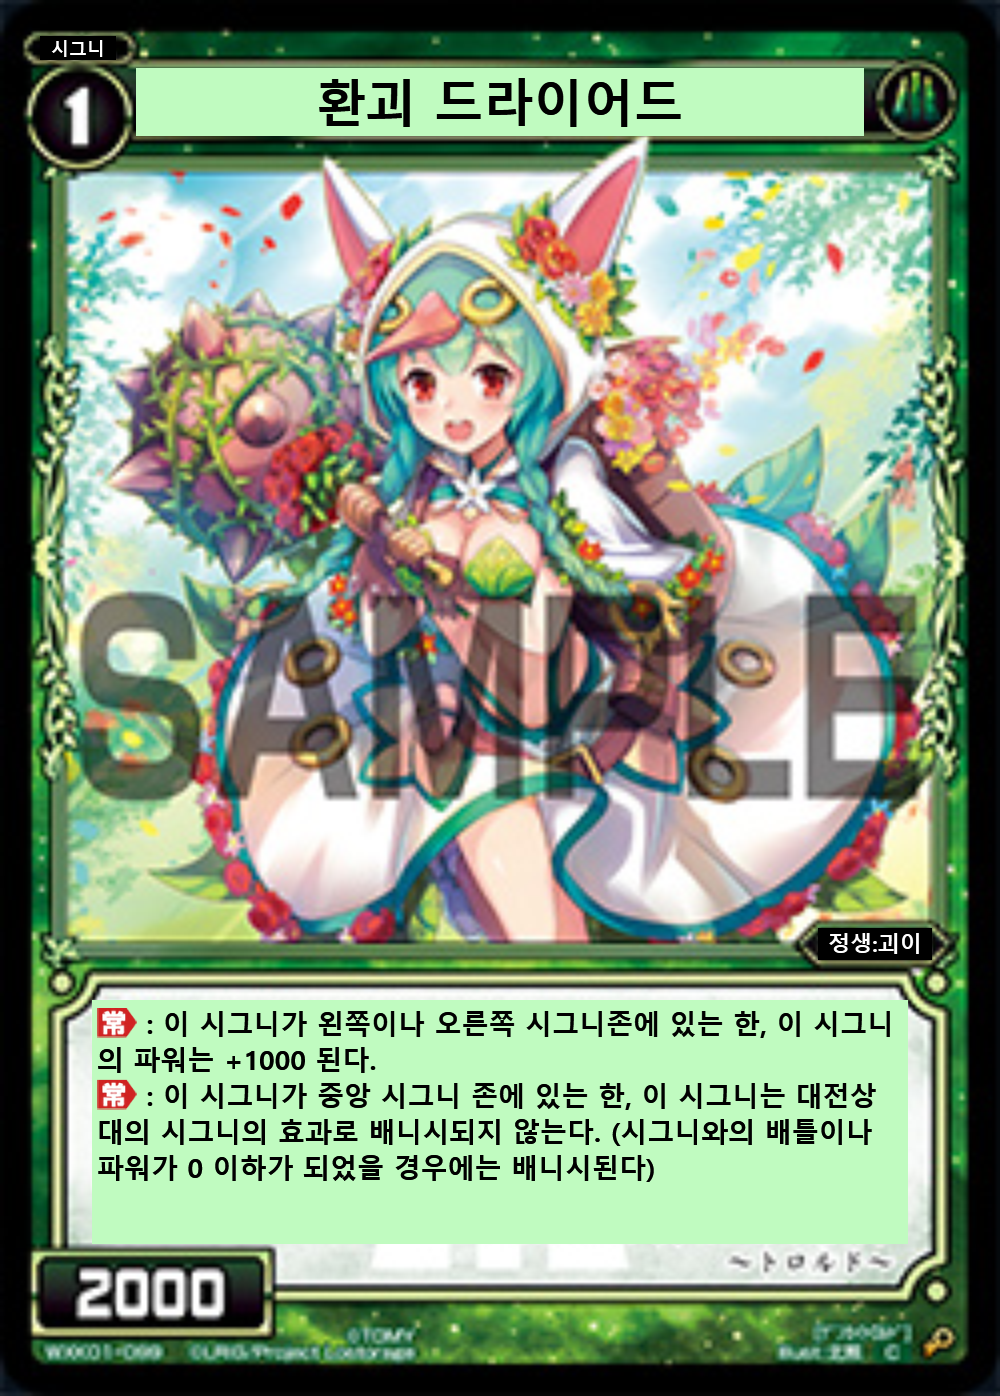 시그니
1
환괴 드라이어드
SAMPLE
정생:괴이
常 : 이 시그니가 왼쪽이나 오른쪽 시그니존에 있는 한, 이 시그니
의 파워는 +1000 된다.
常 : 이 시그니가 중앙 시그니 존에 있는 한, 이 시그니는 대전상
대의 시그니의 효과로 배니시되지 않는다. (시그니와의 배틀이나
파워가 0 이하가 되었을 경우에는 배니시된다)
～トロルド～
2000
©TOMY
WXK01-099 ©LRIG/Project Lostorage
C